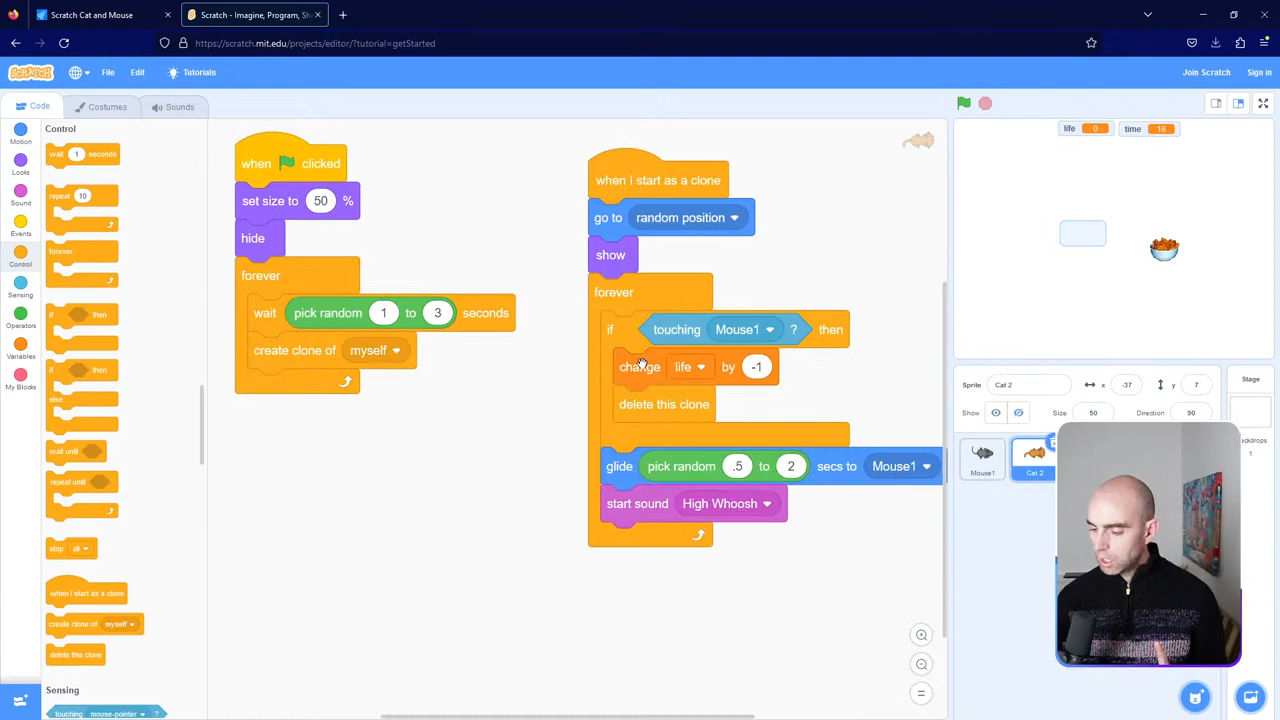 Scratch Cat and Mouse
Scratch - Imagine, Program, Sh
https://scratch.mit.edu/projects/editor/?tutorial=getStarted
SCRATCH
File
Edit
Tutorials
Join Scratch
Sign in
Code
Costumes
Sounds
Motion
Looks
Sound
Events
Control
Sensing
Operators
Variables
My Blocks
Control
wait 1 seconds
repeat 10
forever
if then
if then
else
wait until
repeat until
stop all
when I start as a clone
create clone of myself
delete this clone
Sensing
touching mouse-pointer ?
when clicked
set size to 50 %
hide
forever
wait pick random 1 to 3 seconds
create clone of myself
when I start as a clone
go to random position
show
forever
if touching Mouse1 ? then
change life by -1
delete this clone
glide pick random .5 to 2 secs to Mouse1
start sound High Whoosh
life 0
time 16
Sprite Cat 2 x -37 y 7
Show Size 50 Direction 90
Mouse1
Cat 2
Stage